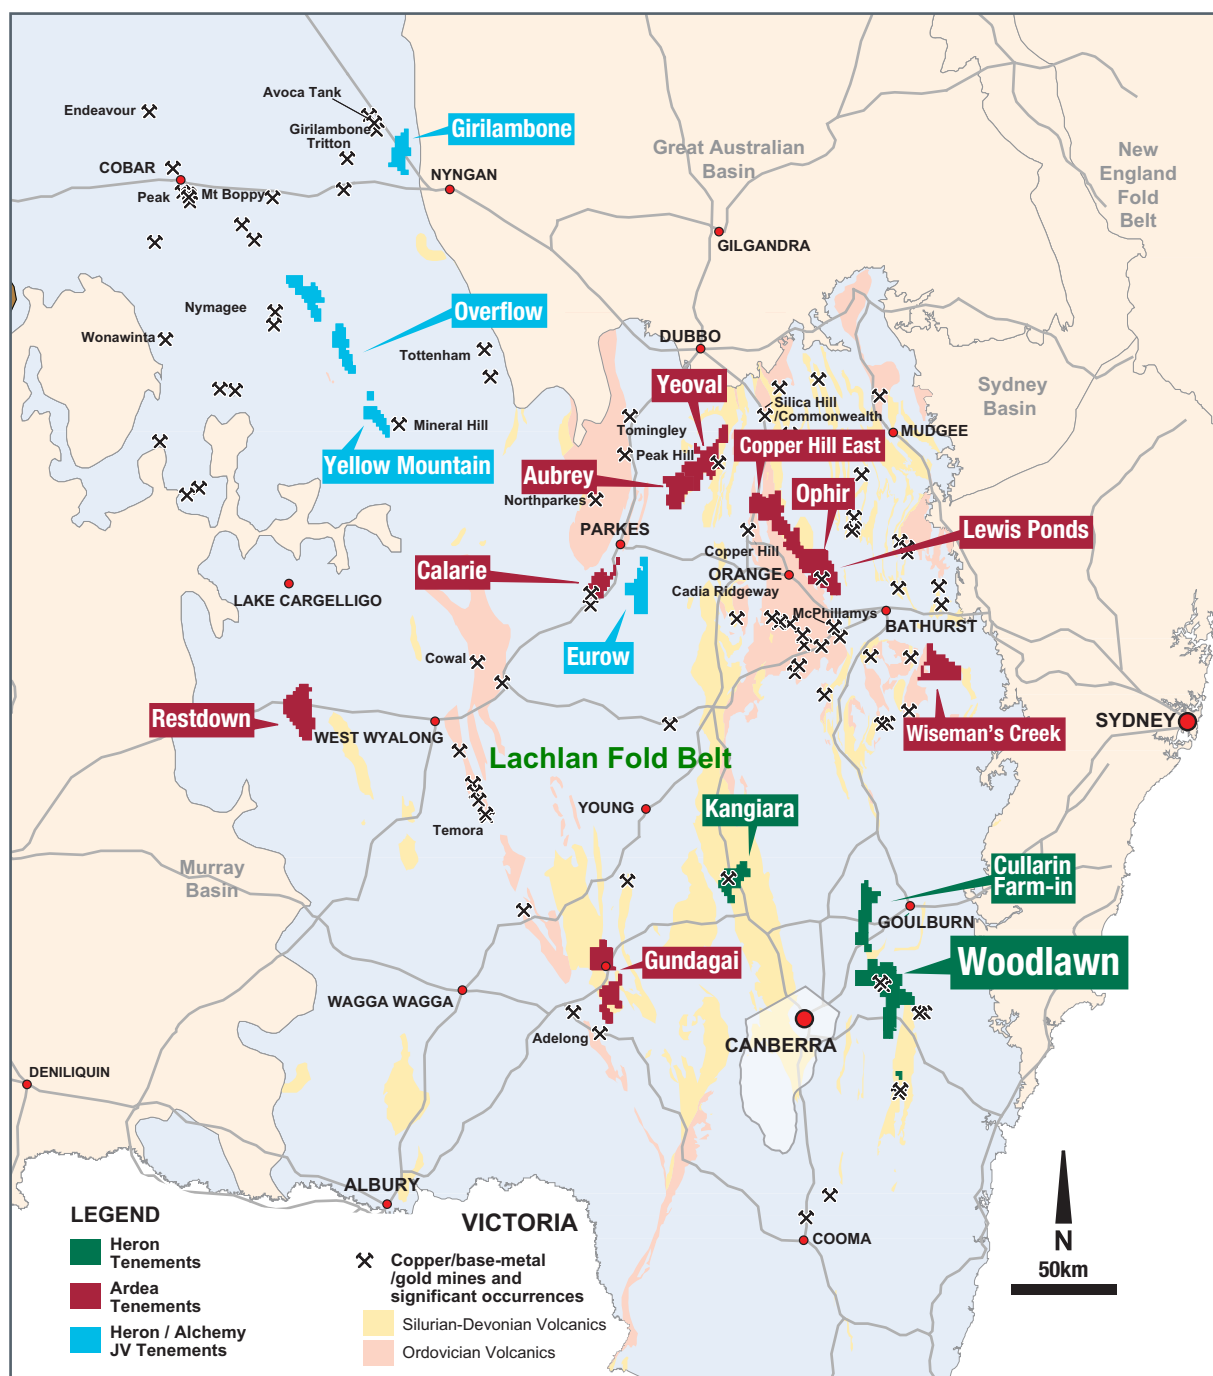 Avoca Tank
Endeavour
Girilambone
Tritton
Girilambone
Great Australian
Basin
New
England
Fold
Belt
COBAR
NYNGAN
Peak
Mt Boppy
GILGANDRA
Nymagee
Overflow
Wonawinta
Tottenham
DUBBO
Yeoval
Sydney
Basin
Silica Hill
/Commonwealth
Mineral Hill
Tomingley
MUDGEE
Yellow Mountain
Peak Hill
Copper Hill East
Aubrey
Northparkes
Ophir
PARKES
Lewis Ponds
Copper Hill
Calarie
ORANGE
LAKE CARGELLIGO
Cadia Ridgeway
McPhillamys
BATHURST
Eurow
Cowal
Restdown
WEST WYALONG
SYDNEY
Wiseman's Creek
Lachlan Fold Belt
YOUNG
Kangiara
Temora
Murray
Basin
Cullarin
Farm-in
GOULBURN
Gundagai
Woodlawn
WAGGA WAGGA
Adelong
CANBERRA
DENILIQUIN
ALBURY
VICTORIA
COOMA
LEGEND
Heron
Tenements
Ardea
Tenements
Heron / Alchemy
JV Tenements
Copper/base-metal
/gold mines and
significant occurrences
Silurian-Devonian Volcanics
Ordovician Volcanics
N
50km